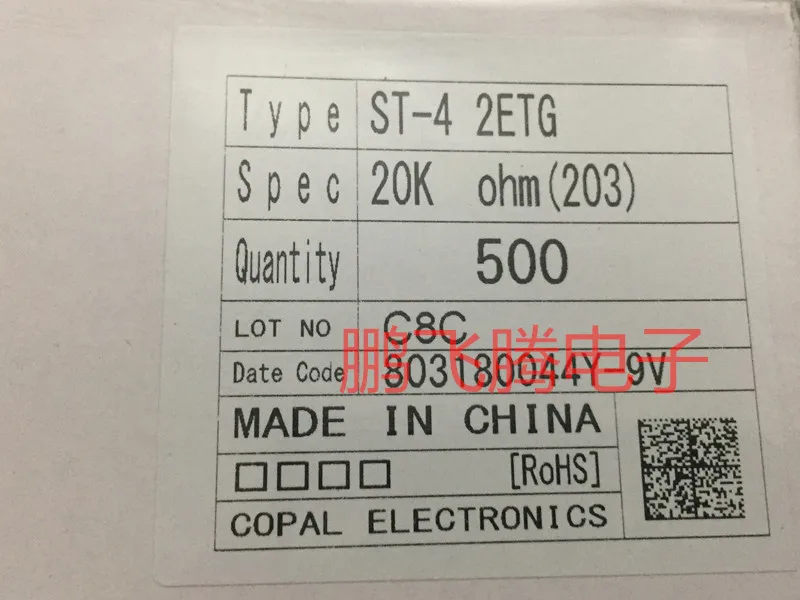 Type ST-4 2ETG
Spec 20K ohm(203)
Quantity 500
LOT NO C8C
鹏飞腾电子
Date Code 803180044Y-9V
MADE IN CHINA
□□□□ [RoHS]
COPAL ELECTRONICS